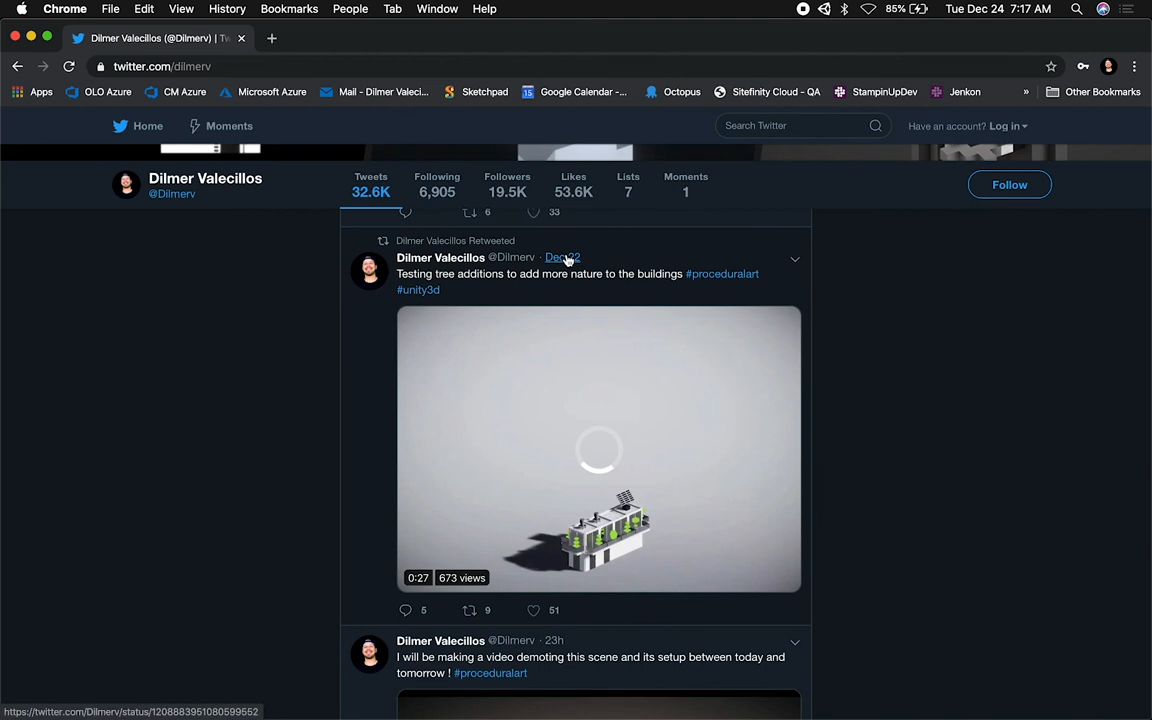 Chrome File Edit View History Bookmarks People Tab Window Help 85% Tue Dec 24 7:17 AM
Dilmer Valecillos (@Dilmerv) | Tw
twitter.com/dilmerv
Apps OLO Azure CM Azure Microsoft Azure Mail - Dilmer Valeci... Sketchpad 15 Google Calendar -... Octopus Sitefinity Cloud - QA StampinUpDev Jenkon » Other Bookmarks
Home Moments Search Twitter Have an account? Log in
Dilmer Valecillos
@Dilmerv
Tweets Following Followers Likes Lists Moments
32.6K 6,905 19.5K 53.6K 7 1
Follow
6 33
Dilmer Valecillos Retweeted
Dilmer Valecillos @Dilmerv · Dec 22
Testing tree additions to add more nature to the buildings #proceduralart
#unity3d
0:27 673 views
5 9 51
Dilmer Valecillos @Dilmerv · 23h
I will be making a video demoting this scene and its setup between today and
tomorrow ! #proceduralart
https://twitter.com/Dilmerv/status/1208883951080599552